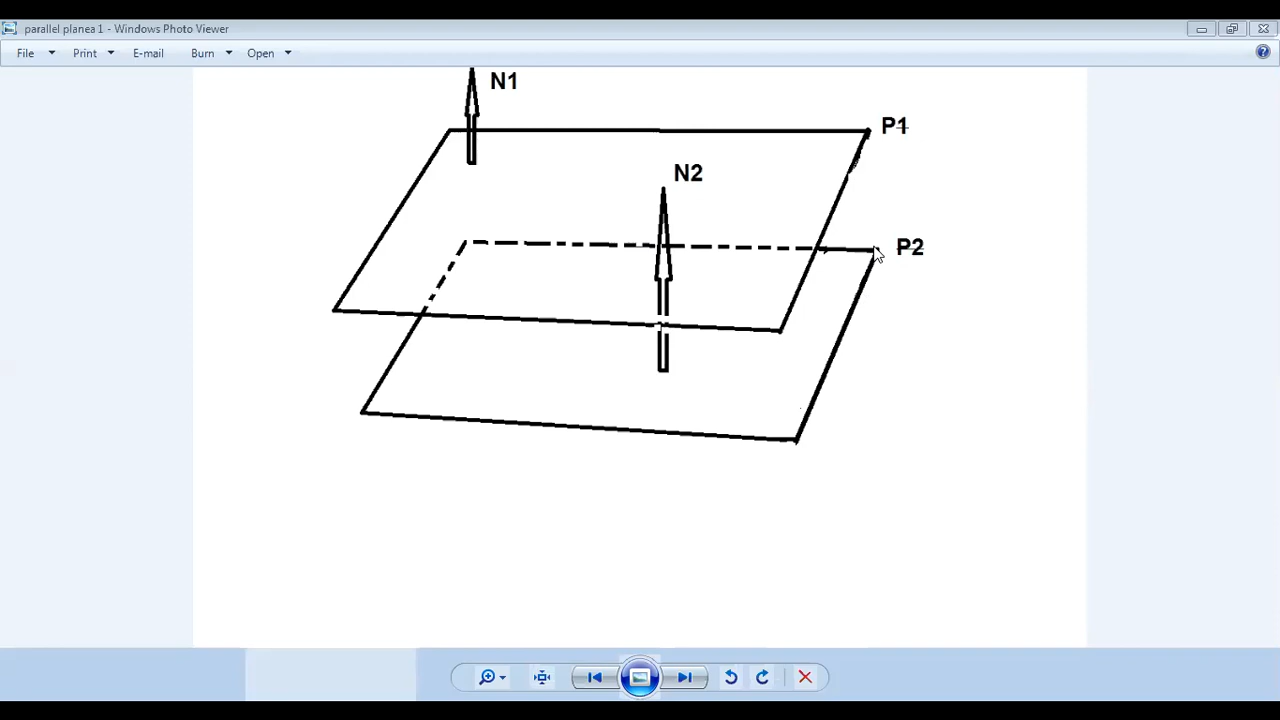 parallel planea 1 - Windows Photo Viewer
File Print E-mail Burn Open
N1
P1
N2
P2